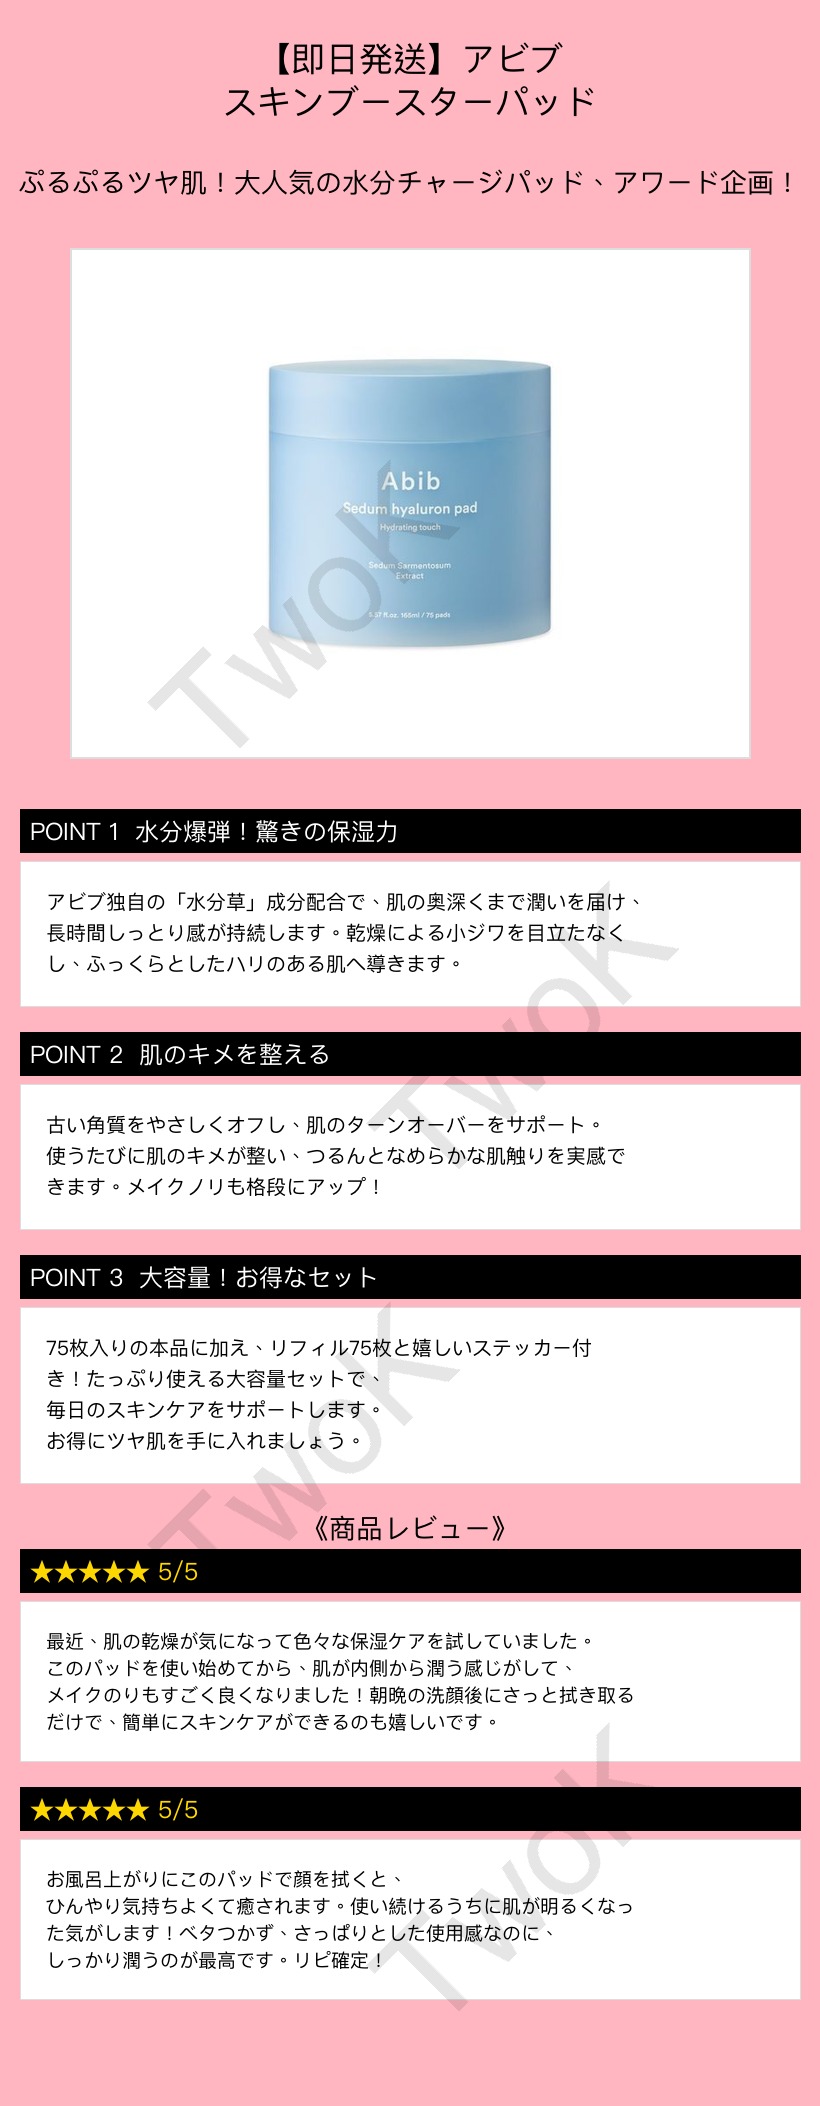 【即日発送】アビブ
スキンブースターパッド
ぷるぷるツヤ肌！大人気の水分チャージパッド、アワード企画！
Abib
Sedum hyaluron pad
Hydrating touch
Sedum Sarmentosum
Extract
5.57 fl.oz. 165ml / 75 pads
TwoK
POINT 1 水分爆弾！驚きの保湿力
アビブ独自の「水分草」成分配合で、肌の奥深くまで潤いを届け、
長時間しっとり感が持続します。乾燥による小ジワを目立たなく
し、ふっくらとしたハリのある肌へ導きます。
TwoK
POINT 2 肌のキメを整える
古い角質をやさしくオフし、肌のターンオーバーをサポート。
使うたびに肌のキメが整い、つるんとなめらかな肌触りを実感で
きます。メイクノリも格段にアップ！
POINT 3 大容量！お得なセット
75枚入りの本品に加え、リフィル75枚と嬉しいステッカー付
き！たっぷり使える大容量セットで、
毎日のスキンケアをサポートします。
お得にツヤ肌を手に入れましょう。
TwoK
《商品レビュー》
★★★★★ 5/5
最近、肌の乾燥が気になって色々な保湿ケアを試していました。
このパッドを使い始めてから、肌が内側から潤う感じがして、
メイクのりもすごく良くなりました！朝晩の洗顔後にさっと拭き取る
だけで、簡単にスキンケアができるのも嬉しいです。
★★★★★ 5/5
お風呂上がりにこのパッドで顔を拭くと、
ひんやり気持ちよくて癒されます。使い続けるうちに肌が明るくなっ
た気がします！ベタつかず、さっぱりとした使用感なのに、
しっかり潤うのが最高です。リピ確定！
TwoK